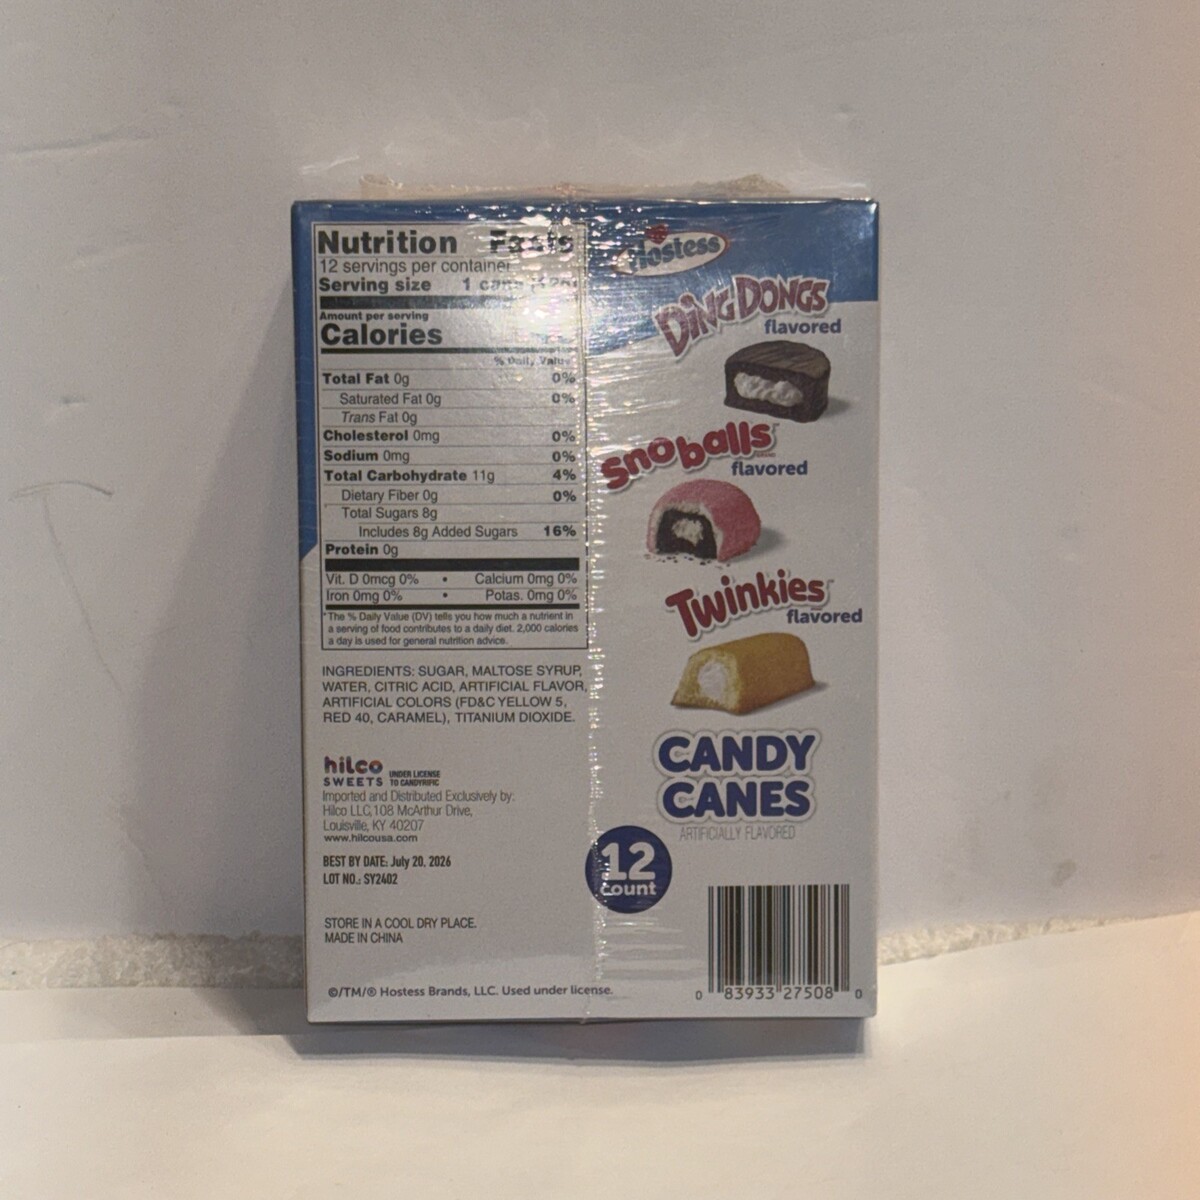 Nutrition Facts
12 servings per container
Serving size 1 cane (12g)
Amount per serving
Calories
% Daily Value
Total Fat 0g 0%
Saturated Fat 0g 0%
Trans Fat 0g
Cholesterol 0mg 0%
Sodium 0mg 0%
Total Carbohydrate 11g 4%
Dietary Fiber 0g 0%
Total Sugars 8g
Includes 8g Added Sugars 16%
Protein 0g
Vit. D 0mcg 0% • Calcium 0mg 0%
Iron 0mg 0% • Potas. 0mg 0%
*The % Daily Value (DV) tells you how much a nutrient in
a serving of food contributes to a daily diet. 2,000 calories
a day is used for general nutrition advice.
INGREDIENTS: SUGAR, MALTOSE SYRUP,
WATER, CITRIC ACID, ARTIFICIAL FLAVOR,
ARTIFICIAL COLORS (FD&C YELLOW 5,
RED 40, CARAMEL), TITANIUM DIOXIDE.
hilco
SWEETS UNDER LICENSE
TO CANDYRIFIC
Imported and Distributed Exclusively by:
Hilco LLC, 108 McArthur Drive,
Louisville, KY 40207
www.hilcousa.com
BEST BY DATE: July 20, 2026
LOT NO.: SY2402
STORE IN A COOL DRY PLACE.
MADE IN CHINA
©/TM/® Hostess Brands, LLC. Used under license.
Hostess
DING DONGS
flavored
Sno balls
BRAND
flavored
Twinkies
flavored
CANDY
CANES
ARTIFICIALLY FLAVORED
12
count
0 83933 27508 0